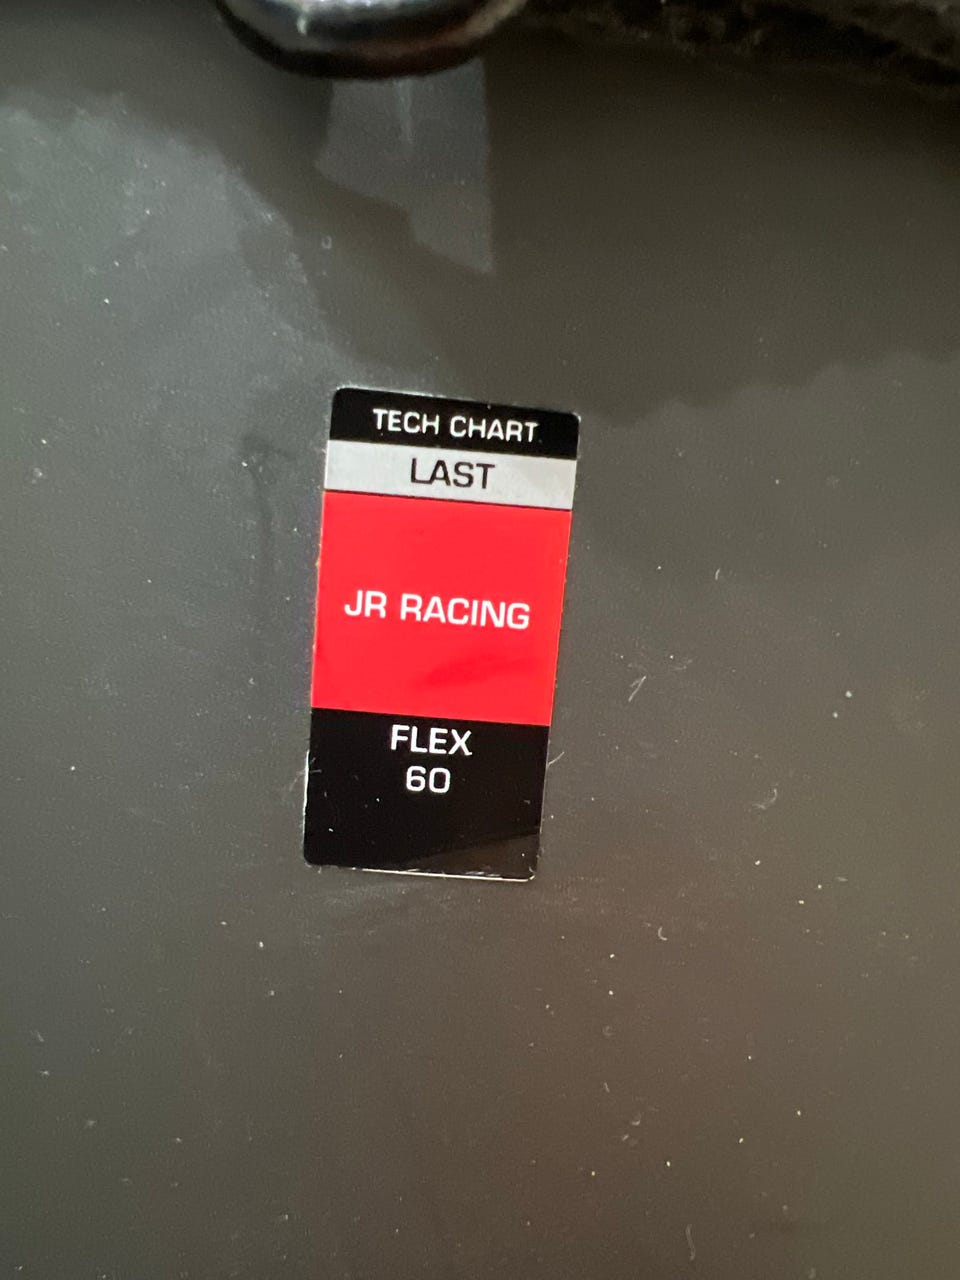 TECH CHART
LAST
JR RACING
FLEX
60